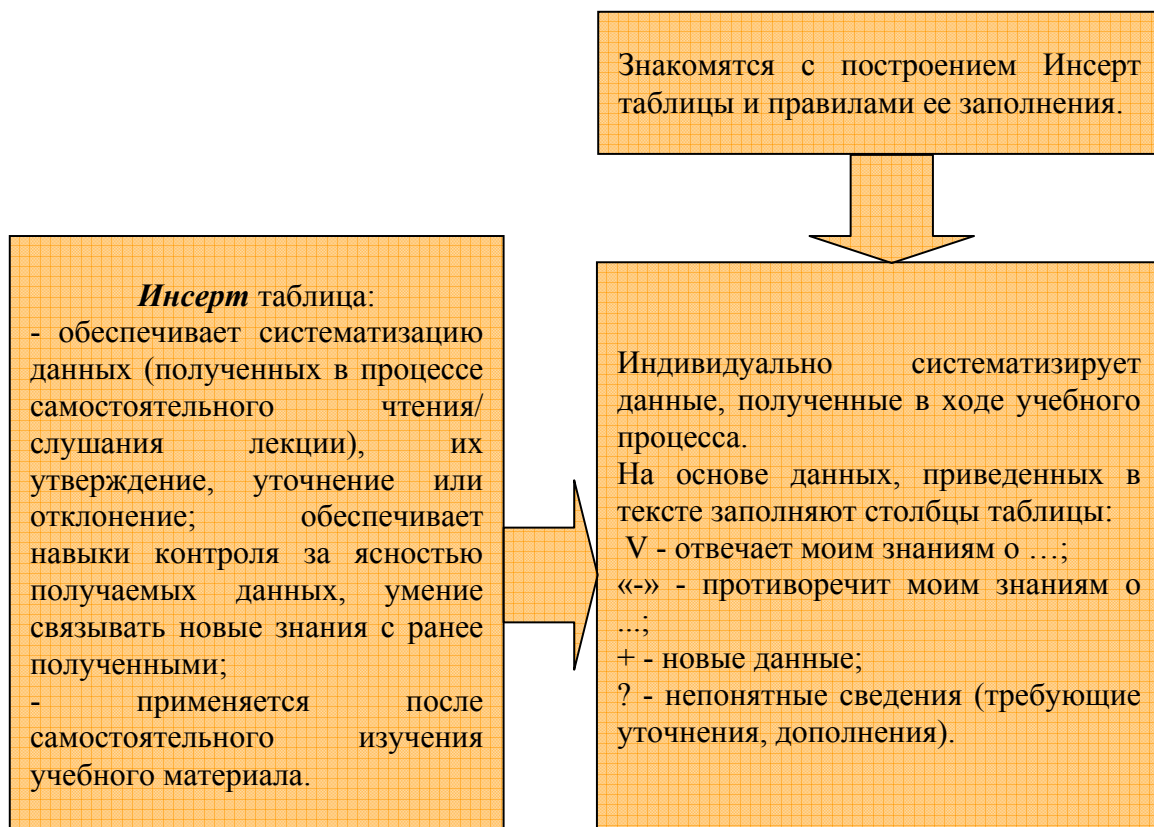 Знакомятся с построением Инсерт
таблицы и правилами ее заполнения.
Инсерт таблица:
- обеспечивает систематизацию
данных (полученных в процессе
самостоятельного чтения/
слушания лекции), их
утверждение, уточнение или
отклонение; обеспечивает
навыки контроля за ясностью
получаемых данных, умение
связывать новые знания с ранее
полученными;
- применяется после
самостоятельного изучения
учебного материала.
Индивидуально систематизирует
данные, полученные в ходе учебного
процесса.
На основе данных, приведенных в
тексте заполняют столбцы таблицы:
V - отвечает моим знаниям о …;
«-» - противоречит моим знаниям о
...;
+ - новые данные;
? - непонятные сведения (требующие
уточнения, дополнения).